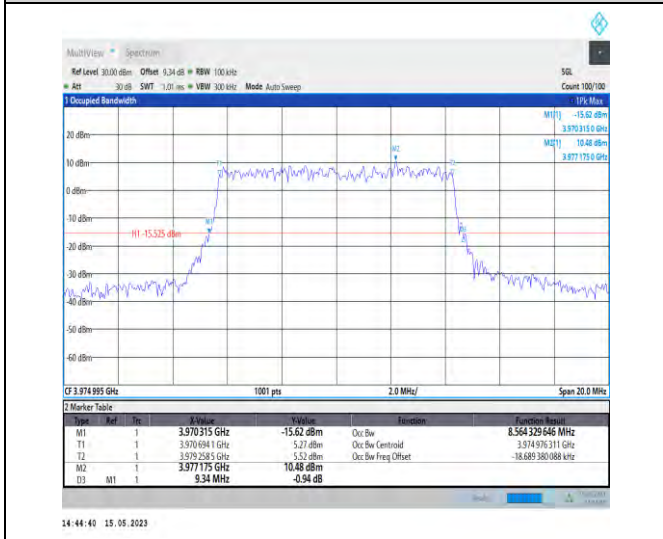 MultiView Spectrum
Ref Level 30.00 dBm Offset 9.34 dB RBW 100 kHz SGL
Att 30 dB SWT 1.01 ms VBW 300 kHz Mode Auto Sweep Count 100/100
1 Occupied Bandwidth 1Pk Max
M1[1] -15.62 dBm
3.970315 0 GHz
M2[1] 10.48 dBm
3.977175 0 GHz
20 dBm
M2
10 dBm
T1
0 dBm
-10 dBm
M1
H1 -15.525 dBm
-20 dBm
-30 dBm
-40 dBm
-50 dBm
-60 dBm
CF 3.974995 GHz 1001 pts 2.0 MHz/ Span 20.0 MHz
2 Marker Table
Type Ref Trc X-Value Y-Value Function Function Result
M1 1 3.970315 GHz -15.62 dBm Occ Bw 8.564 329 646 MHz
T1 1 3.970 694 1 GHz 5.27 dBm Occ Bw Centroid 3.974 976 311 GHz
T2 1 3.979 258 5 GHz 5.52 dBm Occ Bw Freq Offset -18.689 380 088 kHz
M2 1 3.977175 GHz 10.48 dBm
D3 M1 1 9.34 MHz -0.94 dB
14:44:40 15.05.2023